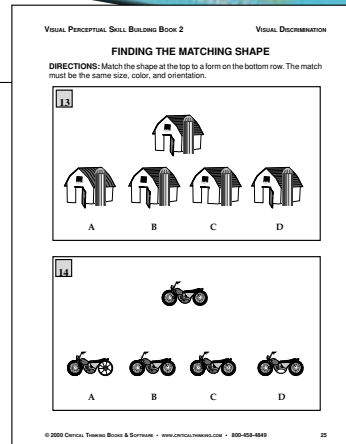 VISUAL PERCEPTUAL SKILL BUILDING BOOK 2 VISUAL DISCRIMINATION
FINDING THE MATCHING SHAPE
DIRECTIONS: Match the shape at the top to a form on the bottom row. The match
must be the same size, color, and orientation.
13
A B C D
14
A B C D
© 2000 CRITICAL THINKING BOOKS & SOFTWARE • WWW.CRITICALTHINKING.COM • 800-458-4849 25